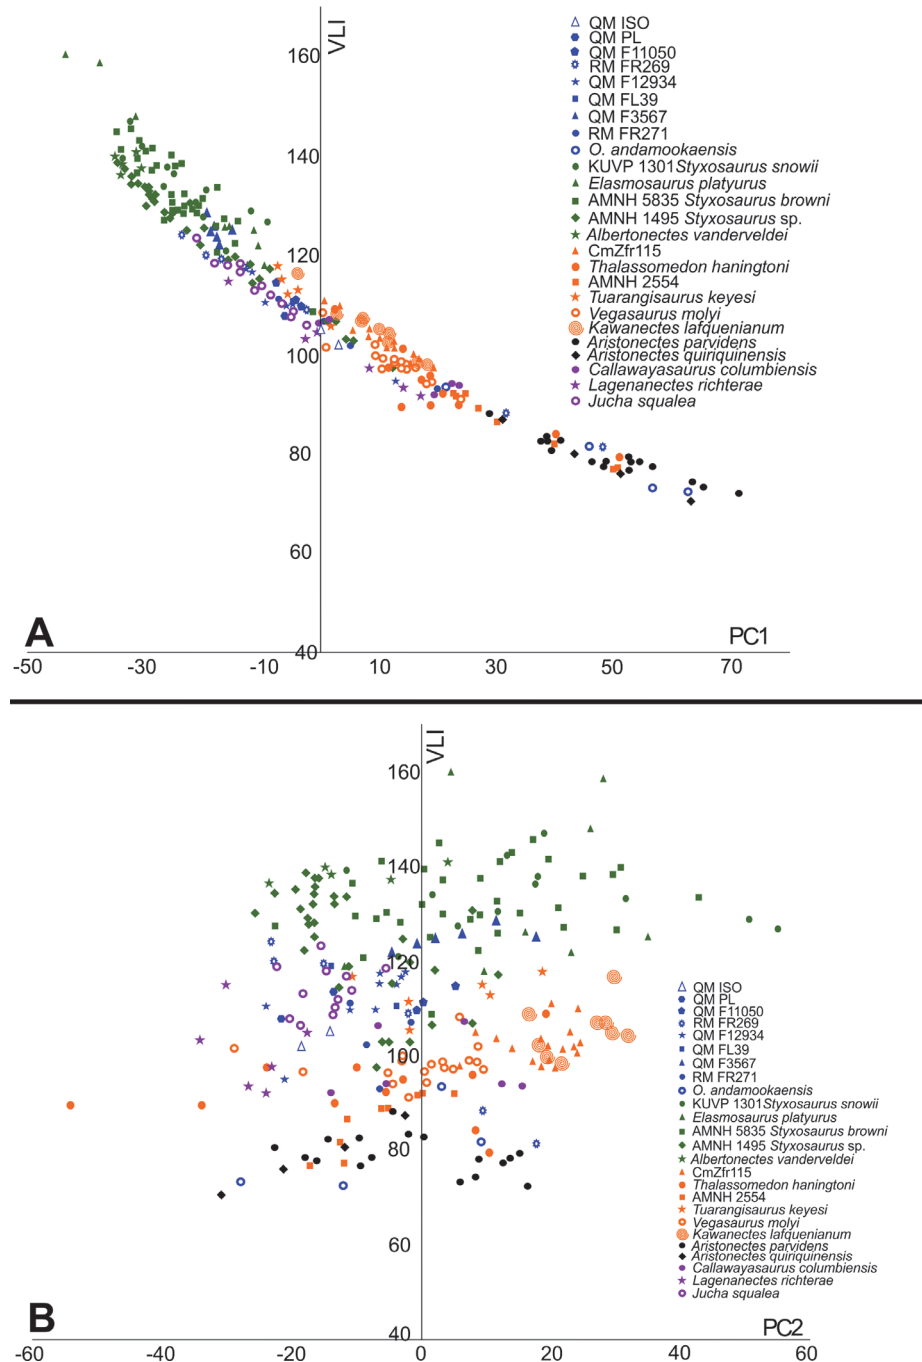 VLI
160
140
120
100
80
60
40
QM ISO
QM PL
QM F11050
RM FR269
QM F12934
QM FL39
QM F3567
RM FR271
O. andamookaensis
KUVP 1301Styxosaurus snowii
Elasmosaurus platyurus
AMNH 5835 Styxosaurus browni
AMNH 1495 Styxosaurus sp.
Albertonectes vanderveldei
CmZfr115
Thalassomedon haningtoni
AMNH 2554
Tuarangisaurus keyesi
Vegasaurus molyi
Kawanectes lafquenianum
Aristonectes parvidens
Aristonectes quiriquinensis
Callawayasaurus columbiensis
Lagenanectes richterae
Jucha squalea
A
PC1
-50 -30 -10 10 30 50 70
VLI
160
140
120
100
80
60
40
QM ISO
QM PL
QM F11050
RM FR269
QM F12934
QM FL39
QM F3567
RM FR271
O. andamookaensis
KUVP 1301Styxosaurus snowii
Elasmosaurus platyurus
AMNH 5835 Styxosaurus browni
AMNH 1495 Styxosaurus sp.
Albertonectes vanderveldei
CmZfr115
Thalassomedon haningtoni
AMNH 2554
Tuarangisaurus keyesi
Vegasaurus molyi
Kawanectes lafquenianum
Aristonectes parvidens
Aristonectes quiriquinensis
Callawayasaurus columbiensis
Lagenanectes richterae
Jucha squalea
B
PC2
-60 -40 -20 0 20 40 60